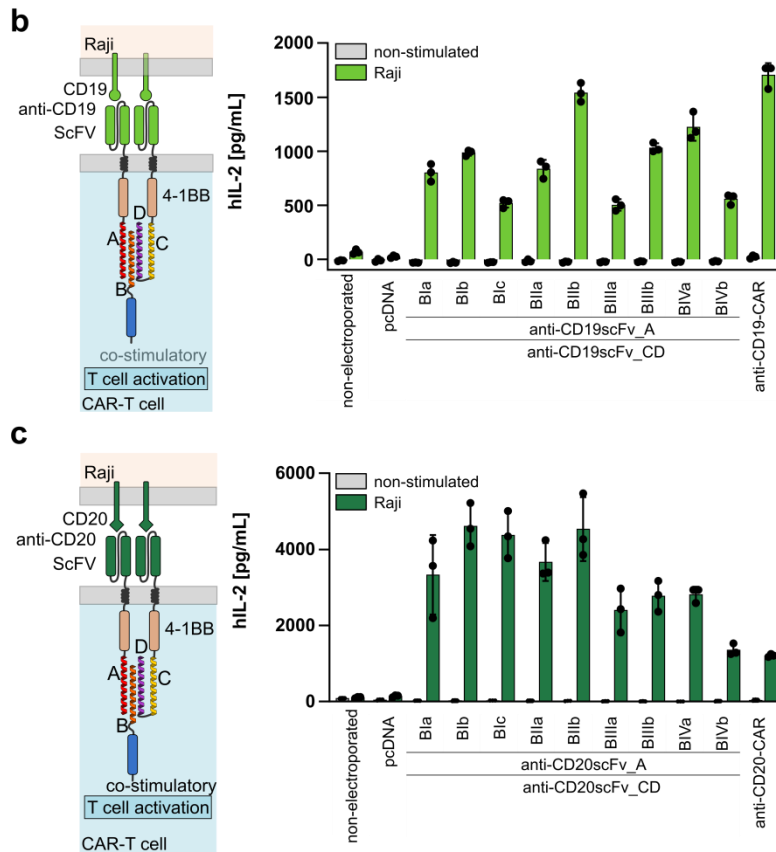 b
Raji
CD19
anti-CD19
ScFV
4-1BB
D
A
C
B
co-stimulatory
T cell activation
CAR-T cell
non-stimulated
Raji
hIL-2 [pg/mL]
2000
1500
1000
500
0
non-electroporated
pcDNA
BIa
BIb
BIc
BIIa
BIIb
BIIIa
BIIIb
BIVa
BIVb
anti-CD19-CAR
anti-CD19scFv_A
anti-CD19scFv_CD
c
Raji
CD20
anti-CD20
ScFV
4-1BB
D
A
C
B
co-stimulatory
T cell activation
CAR-T cell
non-stimulated
Raji
hIL-2 [pg/mL]
6000
4000
2000
0
non-electroporated
pcDNA
BIa
BIb
BIc
BIIa
BIIb
BIIIa
BIIIb
BIVa
BIVb
anti-CD20-CAR
anti-CD20scFv_A
anti-CD20scFv_CD